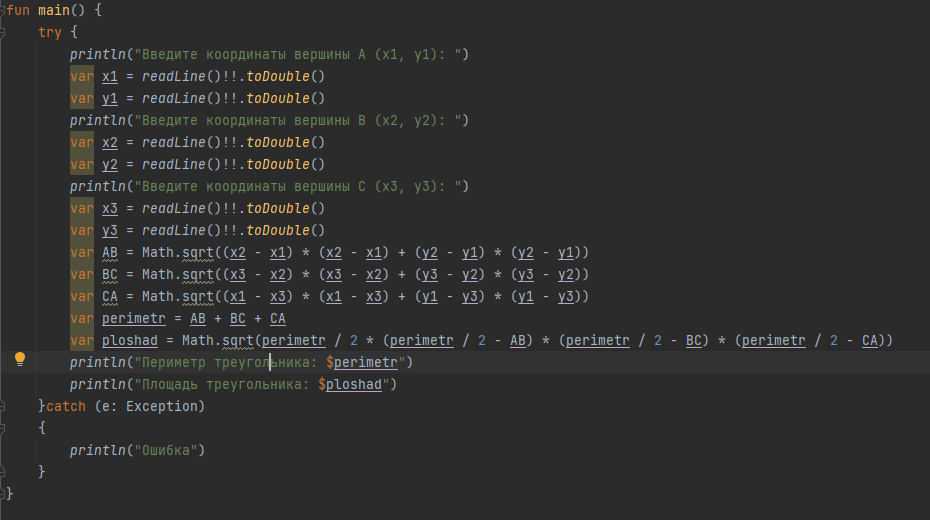 fun main() {
    try {
        println("Введите координаты вершины A (x1, y1): ")
        var x1 = readLine()!!.toDouble()
        var y1 = readLine()!!.toDouble()
        println("Введите координаты вершины B (x2, y2): ")
        var x2 = readLine()!!.toDouble()
        var y2 = readLine()!!.toDouble()
        println("Введите координаты вершины C (x3, y3): ")
        var x3 = readLine()!!.toDouble()
        var y3 = readLine()!!.toDouble()
        var AB = Math.sqrt((x2 - x1) * (x2 - x1) + (y2 - y1) * (y2 - y1))
        var BC = Math.sqrt((x3 - x2) * (x3 - x2) + (y3 - y2) * (y3 - y2))
        var CA = Math.sqrt((x1 - x3) * (x1 - x3) + (y1 - y3) * (y1 - y3))
        var perimetr = AB + BC + CA
        var ploshad = Math.sqrt(perimetr / 2 * (perimetr / 2 - AB) * (perimetr / 2 - BC) * (perimetr / 2 - CA))
        println("Периметр треугольника: $perimetr")
        println("Площадь треугольника: $ploshad")
    }catch (e: Exception)
    {
        println("Ошибка")
    }
}